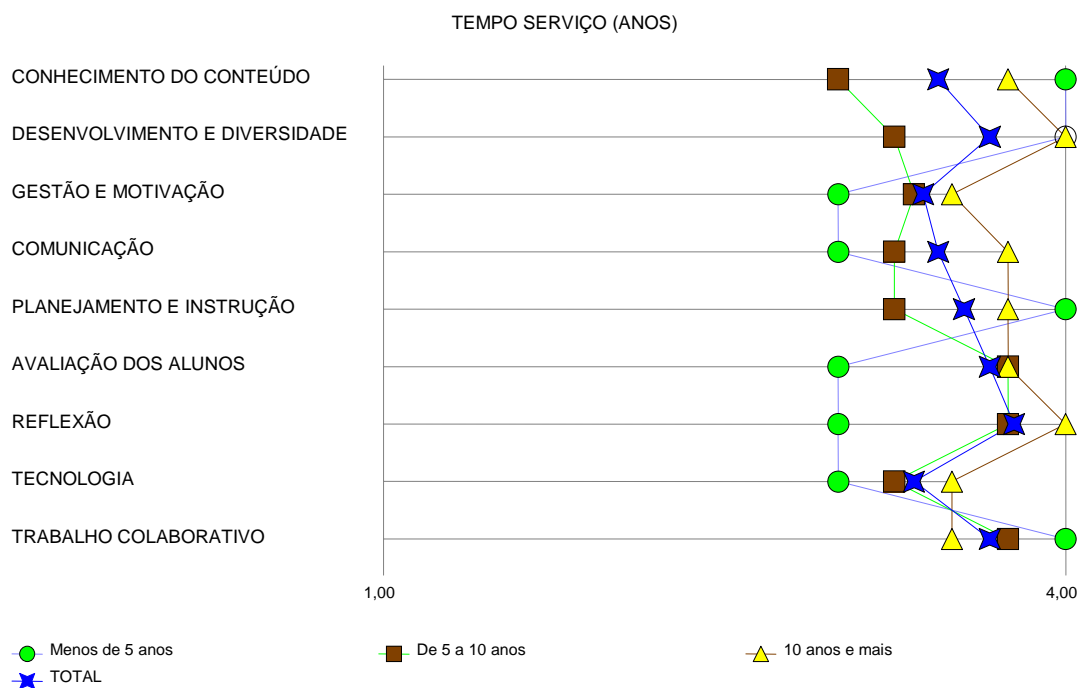 TEMPO SERVIÇO (ANOS)
CONHECIMENTO DO CONTEÚDO
DESENVOLVIMENTO E DIVERSIDADE
GESTÃO E MOTIVAÇÃO
COMUNICAÇÃO
PLANEJAMENTO E INSTRUÇÃO
AVALIAÇÃO DOS ALUNOS
REFLEXÃO
TECNOLOGIA
TRABALHO COLABORATIVO
1,00 4,00
Menos de 5 anos De 5 a 10 anos 10 anos e mais
TOTAL